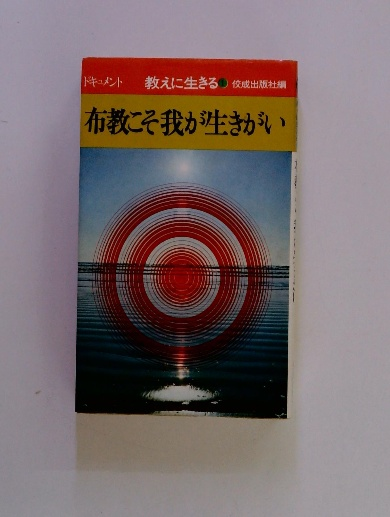 ドキュメント 教えに生きる① 佼成出版社編
布教こそ我が生きがい